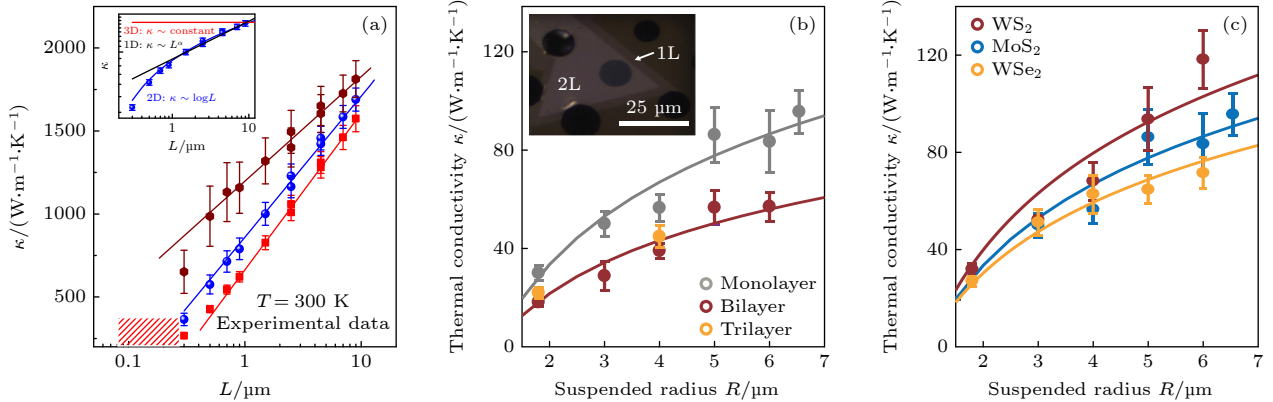 (a)
3D: κ ~ constant
1D: κ ~ L^α
2D: κ ~ logL
κ
1
10
L/μm
2000
1750
1500
1250
1000
750
500
κ/(W·m⁻¹·K⁻¹)
T = 300 K
Experimental data
0.1
1
10
L/μm
(b)
1L
2L
25 μm
120
80
40
0
Thermal conductivity κ/(W·m⁻¹·K⁻¹)
Monolayer
Bilayer
Trilayer
2 3 4 5 6 7
Suspended radius R/μm
(c)
WS₂
MoS₂
WSe₂
120
80
40
0
Thermal conductivity κ/(W·m⁻¹·K⁻¹)
2 3 4 5 6 7
Suspended radius R/μm